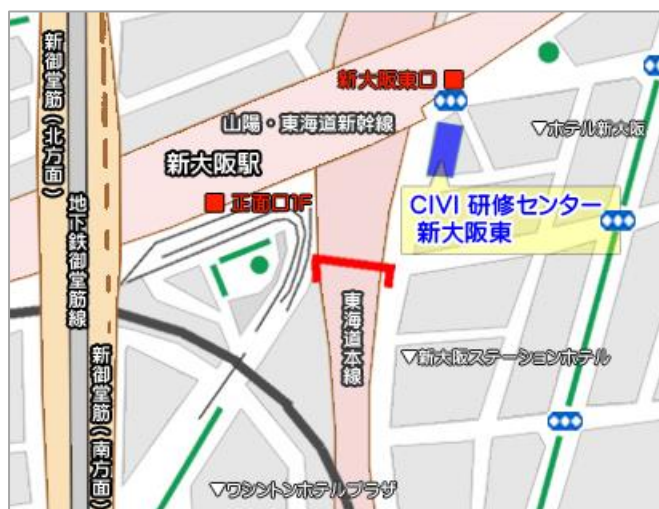 新大阪東口
山陽・東海道新幹線
▽ホテル新大阪
新大阪駅
正面口1F
CIVI 研修センター
新大阪東
新御堂筋(北方面)
地下鉄御堂筋線
新御堂筋(南方面)
東海道本線
▽新大阪ステーションホテル
▽ワシントンホテルプラザ